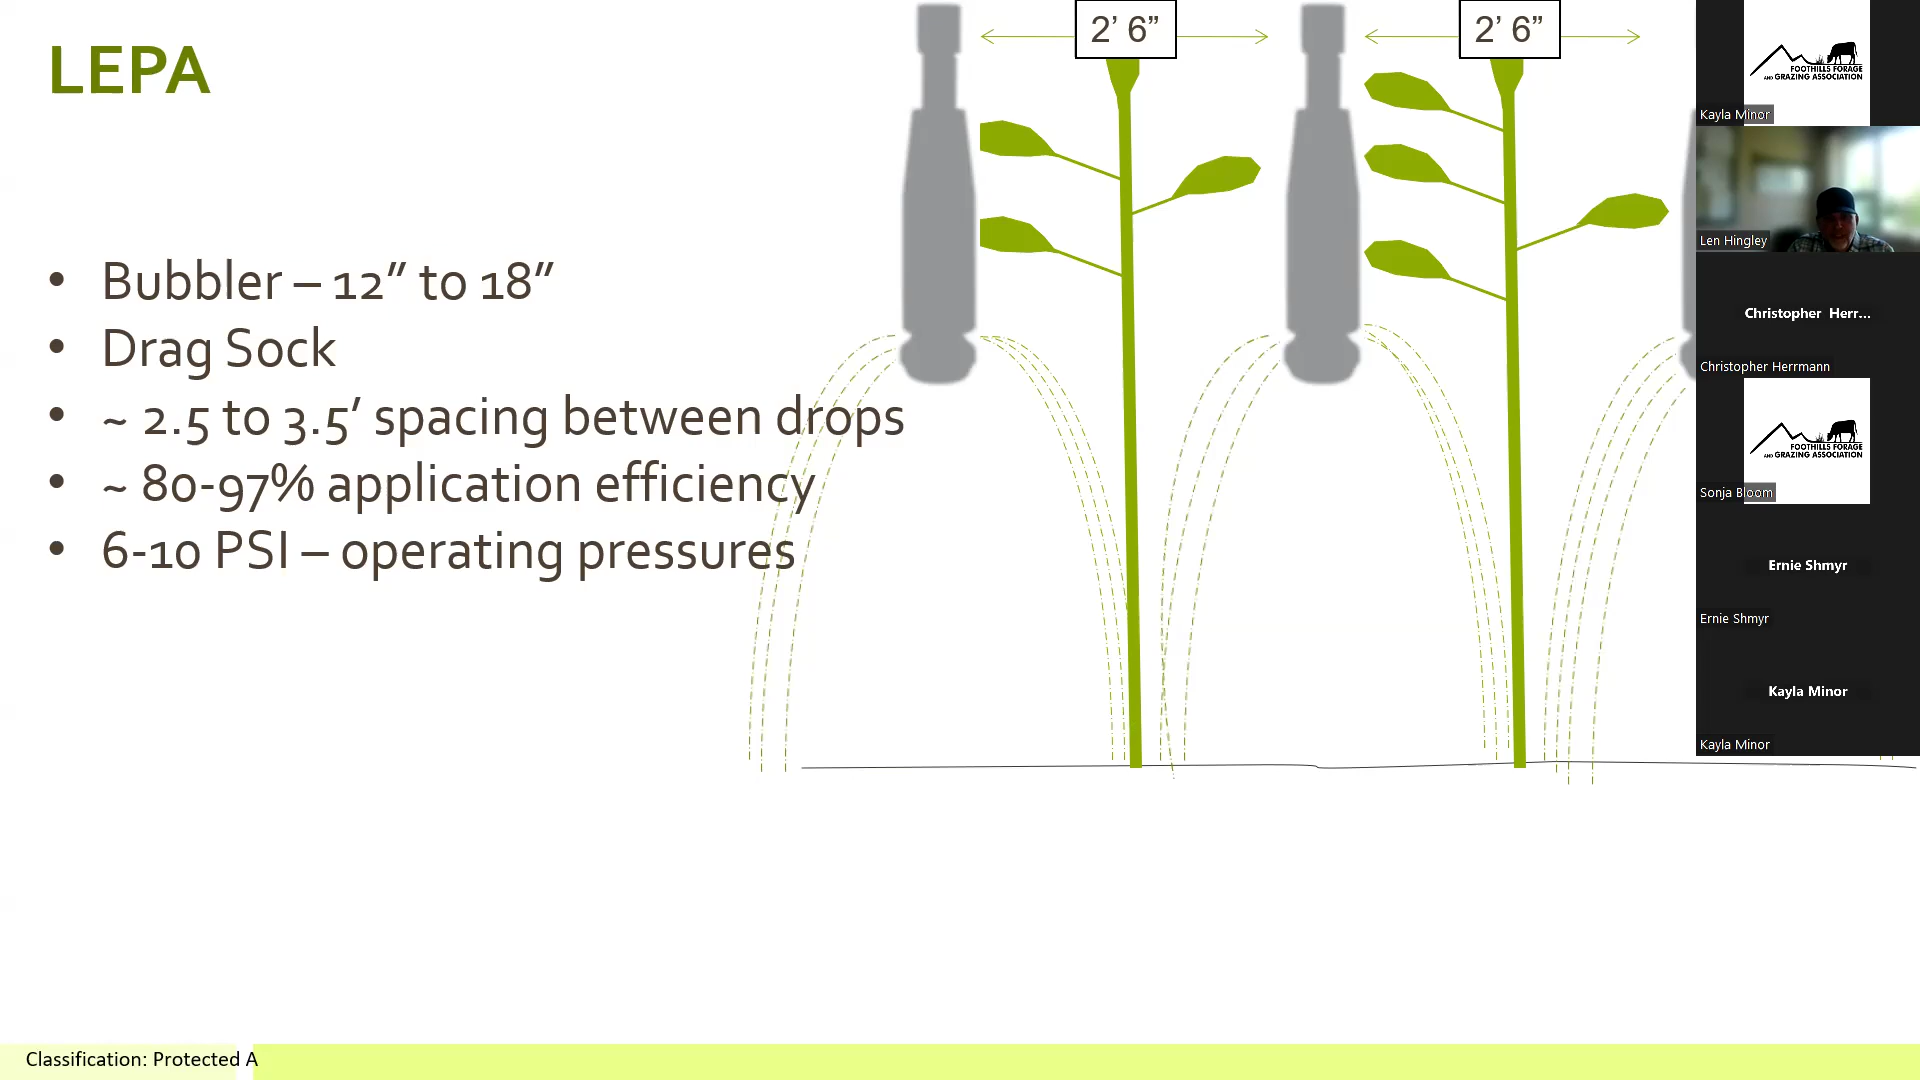 LEPA
• Bubbler – 12” to 18”
• Drag Sock
• ~ 2.5 to 3.5’ spacing between drops
• ~ 80-97% application efficiency
• 6-10 PSI – operating pressures
2’ 6”
2’ 6”
FOOTHILLS FORAGE
AND GRAZING ASSOCIATION
Kayla Minor
Len Hingley
Christopher Herr...
Christopher Herrmann
FOOTHILLS FORAGE
AND GRAZING ASSOCIATION
Sonja Bloom
Ernie Shmyr
Ernie Shmyr
Kayla Minor
Kayla Minor
Classification: Protected A